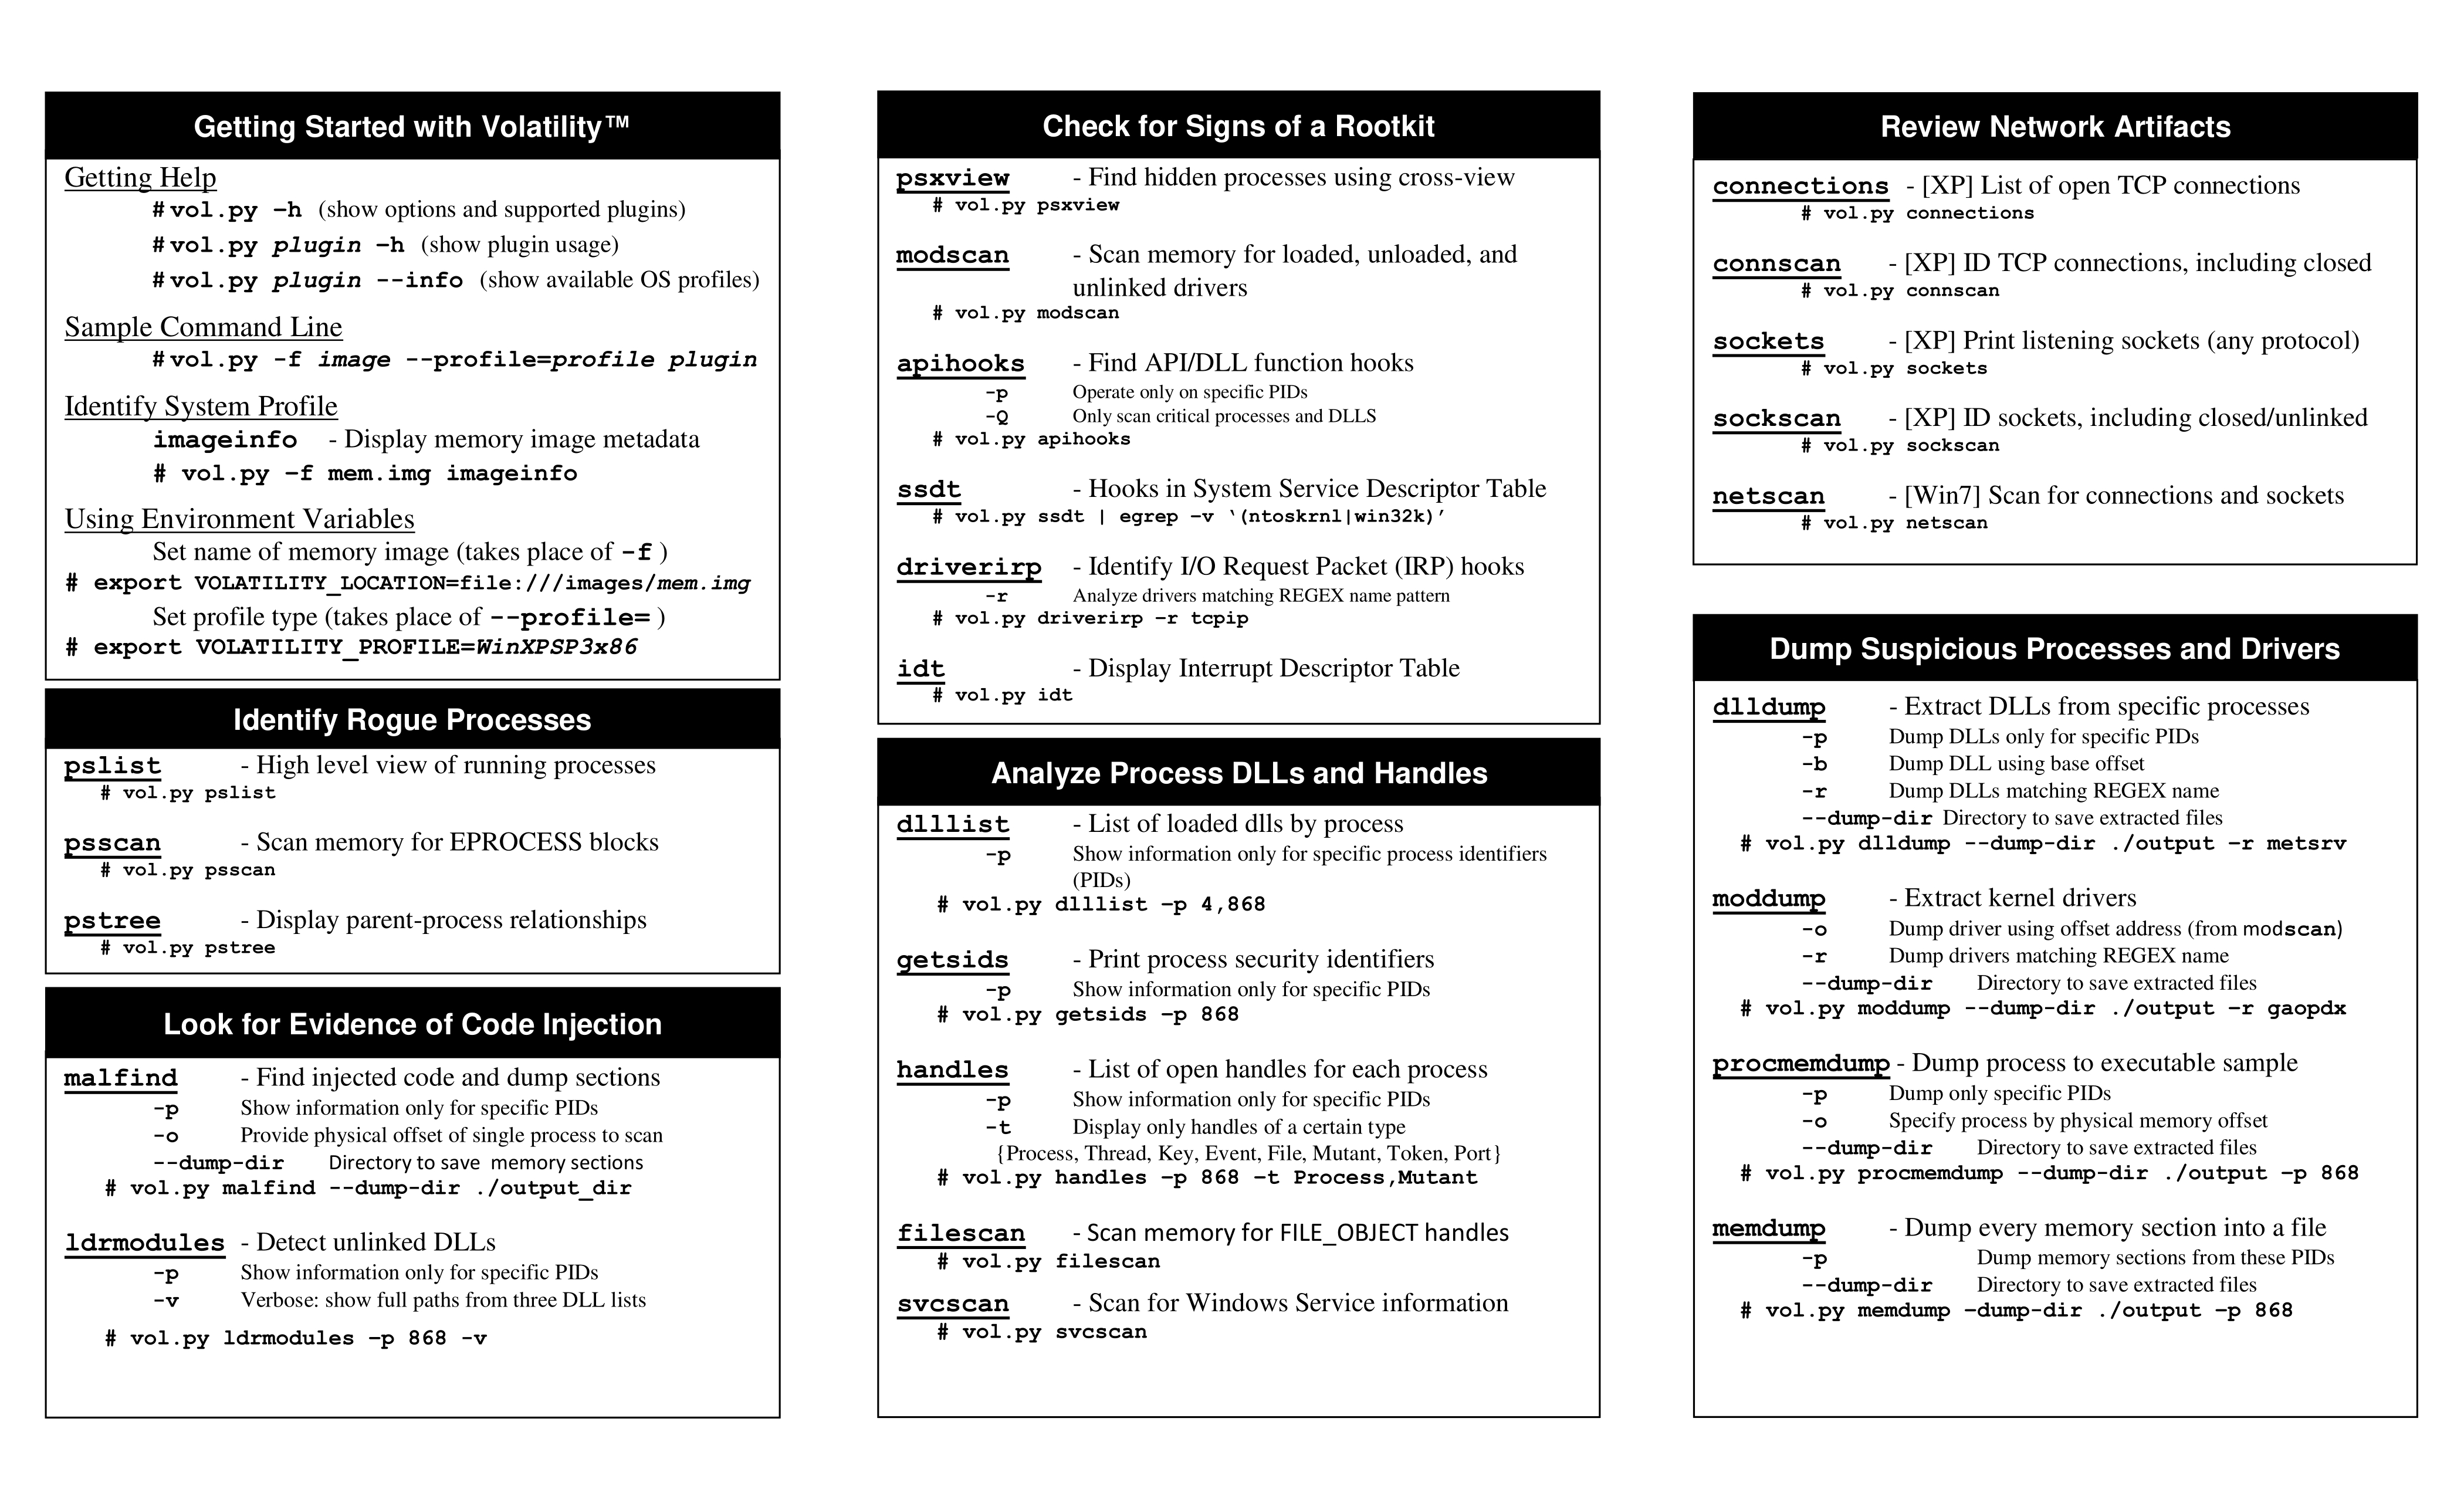 Getting Started with Volatility™
Getting Help
# vol.py –h (show options and supported plugins)
# vol.py plugin –h (show plugin usage)
# vol.py plugin --info (show available OS profiles)
Sample Command Line
# vol.py -f image --profile=profile plugin
Identify System Profile
imageinfo - Display memory image metadata
# vol.py –f mem.img imageinfo
Using Environment Variables
Set name of memory image (takes place of -f )
# export VOLATILITY_LOCATION=file:///images/mem.img
Set profile type (takes place of --profile= )
# export VOLATILITY_PROFILE=WinXPSP3x86
Identify Rogue Processes
pslist - High level view of running processes
# vol.py pslist
psscan - Scan memory for EPROCESS blocks
# vol.py psscan
pstree - Display parent-process relationships
# vol.py pstree
Look for Evidence of Code Injection
malfind - Find injected code and dump sections
-p Show information only for specific PIDs
-o Provide physical offset of single process to scan
--dump-dir Directory to save memory sections
# vol.py malfind --dump-dir ./output_dir
ldrmodules - Detect unlinked DLLs
-p Show information only for specific PIDs
-v Verbose: show full paths from three DLL lists
# vol.py ldrmodules –p 868 -v
Check for Signs of a Rootkit
psxview - Find hidden processes using cross-view
# vol.py psxview
modscan - Scan memory for loaded, unloaded, and
unlinked drivers
# vol.py modscan
apihooks - Find API/DLL function hooks
-p Operate only on specific PIDs
-Q Only scan critical processes and DLLS
# vol.py apihooks
ssdt - Hooks in System Service Descriptor Table
# vol.py ssdt | egrep –v ‘(ntoskrnl|win32k)’
driverirp - Identify I/O Request Packet (IRP) hooks
-r Analyze drivers matching REGEX name pattern
# vol.py driverirp –r tcpip
idt - Display Interrupt Descriptor Table
# vol.py idt
Analyze Process DLLs and Handles
dlllist - List of loaded dlls by process
-p Show information only for specific process identifiers
(PIDs)
# vol.py dlllist –p 4,868
getsids - Print process security identifiers
-p Show information only for specific PIDs
# vol.py getsids –p 868
handles - List of open handles for each process
-p Show information only for specific PIDs
-t Display only handles of a certain type
{Process, Thread, Key, Event, File, Mutant, Token, Port}
# vol.py handles –p 868 –t Process,Mutant
filescan - Scan memory for FILE_OBJECT handles
# vol.py filescan
svcscan - Scan for Windows Service information
# vol.py svcscan
Review Network Artifacts
connections - [XP] List of open TCP connections
# vol.py connections
connscan - [XP] ID TCP connections, including closed
# vol.py connscan
sockets - [XP] Print listening sockets (any protocol)
# vol.py sockets
sockscan - [XP] ID sockets, including closed/unlinked
# vol.py sockscan
netscan - [Win7] Scan for connections and sockets
# vol.py netscan
Dump Suspicious Processes and Drivers
dlldump - Extract DLLs from specific processes
-p Dump DLLs only for specific PIDs
-b Dump DLL using base offset
-r Dump DLLs matching REGEX name
--dump-dir Directory to save extracted files
# vol.py dlldump --dump-dir ./output –r metsrv
moddump - Extract kernel drivers
-o Dump driver using offset address (from modscan)
-r Dump drivers matching REGEX name
--dump-dir Directory to save extracted files
# vol.py moddump --dump-dir ./output –r gaopdx
procmemdump - Dump process to executable sample
-p Dump only specific PIDs
-o Specify process by physical memory offset
--dump-dir Directory to save extracted files
# vol.py procmemdump --dump-dir ./output –p 868
memdump - Dump every memory section into a file
-p Dump memory sections from these PIDs
--dump-dir Directory to save extracted files
# vol.py memdump –dump-dir ./output –p 868